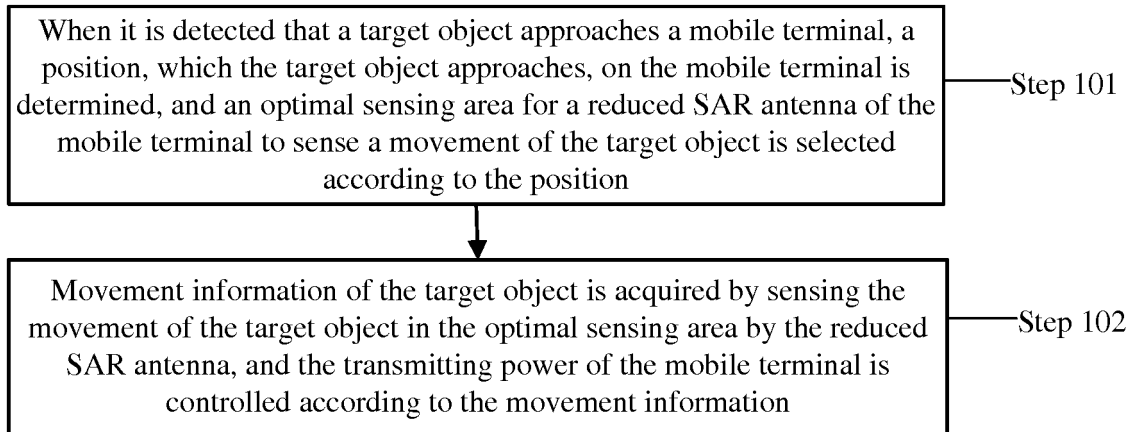 When it is detected that a target object approaches a mobile terminal, a
position, which the target object approaches, on the mobile terminal is
determined, and an optimal sensing area for a reduced SAR antenna of the
mobile terminal to sense a movement of the target object is selected
according to the position
Step 101
Movement information of the target object is acquired by sensing the
movement of the target object in the optimal sensing area by the reduced
SAR antenna, and the transmitting power of the mobile terminal is
controlled according to the movement information
Step 102